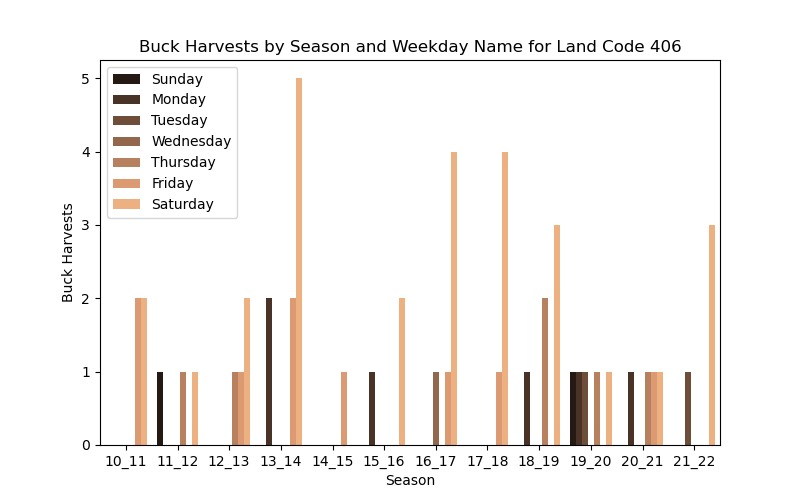 Buck Harvests by Season and Weekday Name for Land Code 406
Buck Harvests
5
4
3
2
1
0
Sunday
Monday
Tuesday
Wednesday
Thursday
Friday
Saturday
10_11 11_12 12_13 13_14 14_15 15_16 16_17 17_18 18_19 19_20 20_21 21_22
Season